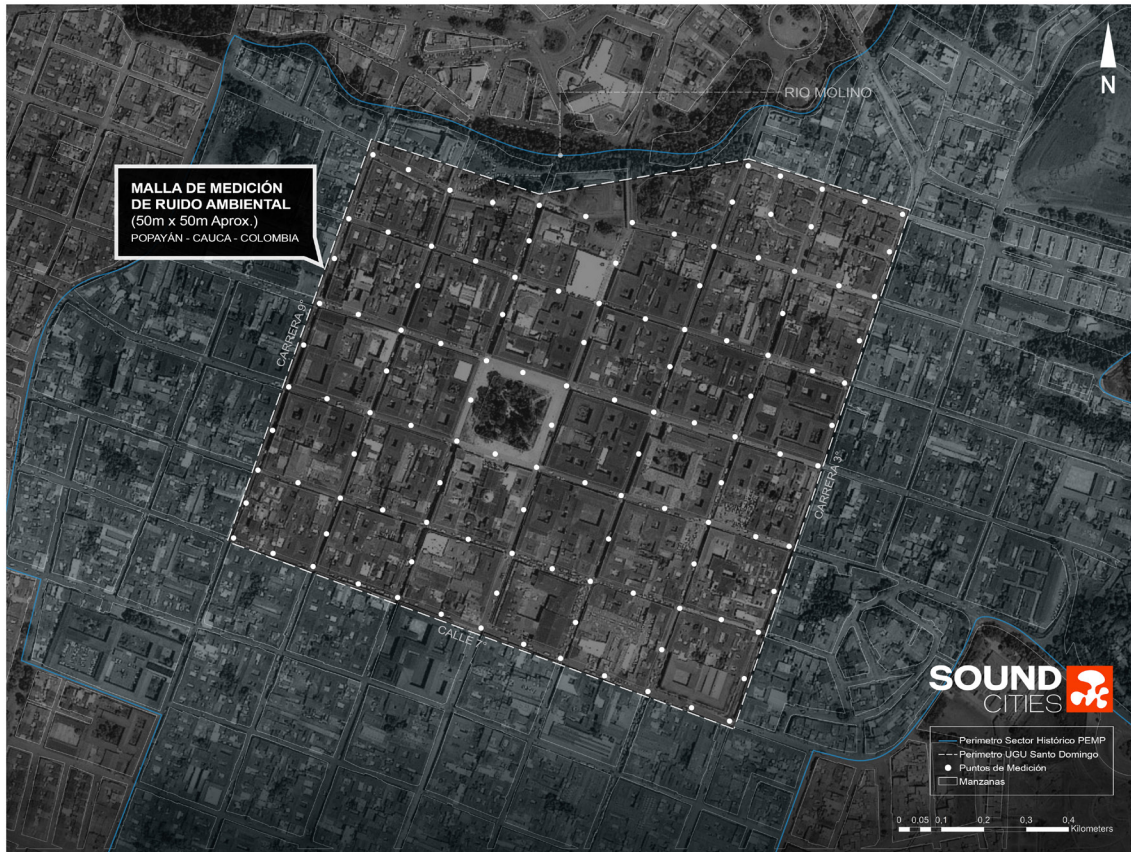 N
RIO MOLINO
MALLA DE MEDICIÓN
DE RUIDO AMBIENTAL
(50m x 50m Aprox.)
POPAYÁN - CAUCA - COLOMBIA
CARRERA 9°
CARRERA 3°
CALLE 7°
SOUND
CITIES
Perimetro Sector Histórico PEMP
Perimetro UGU Santo Domingo
Puntos de Medición
Manzanas
0 0,05 0,1 0,2 0,3 0,4
Kilometers